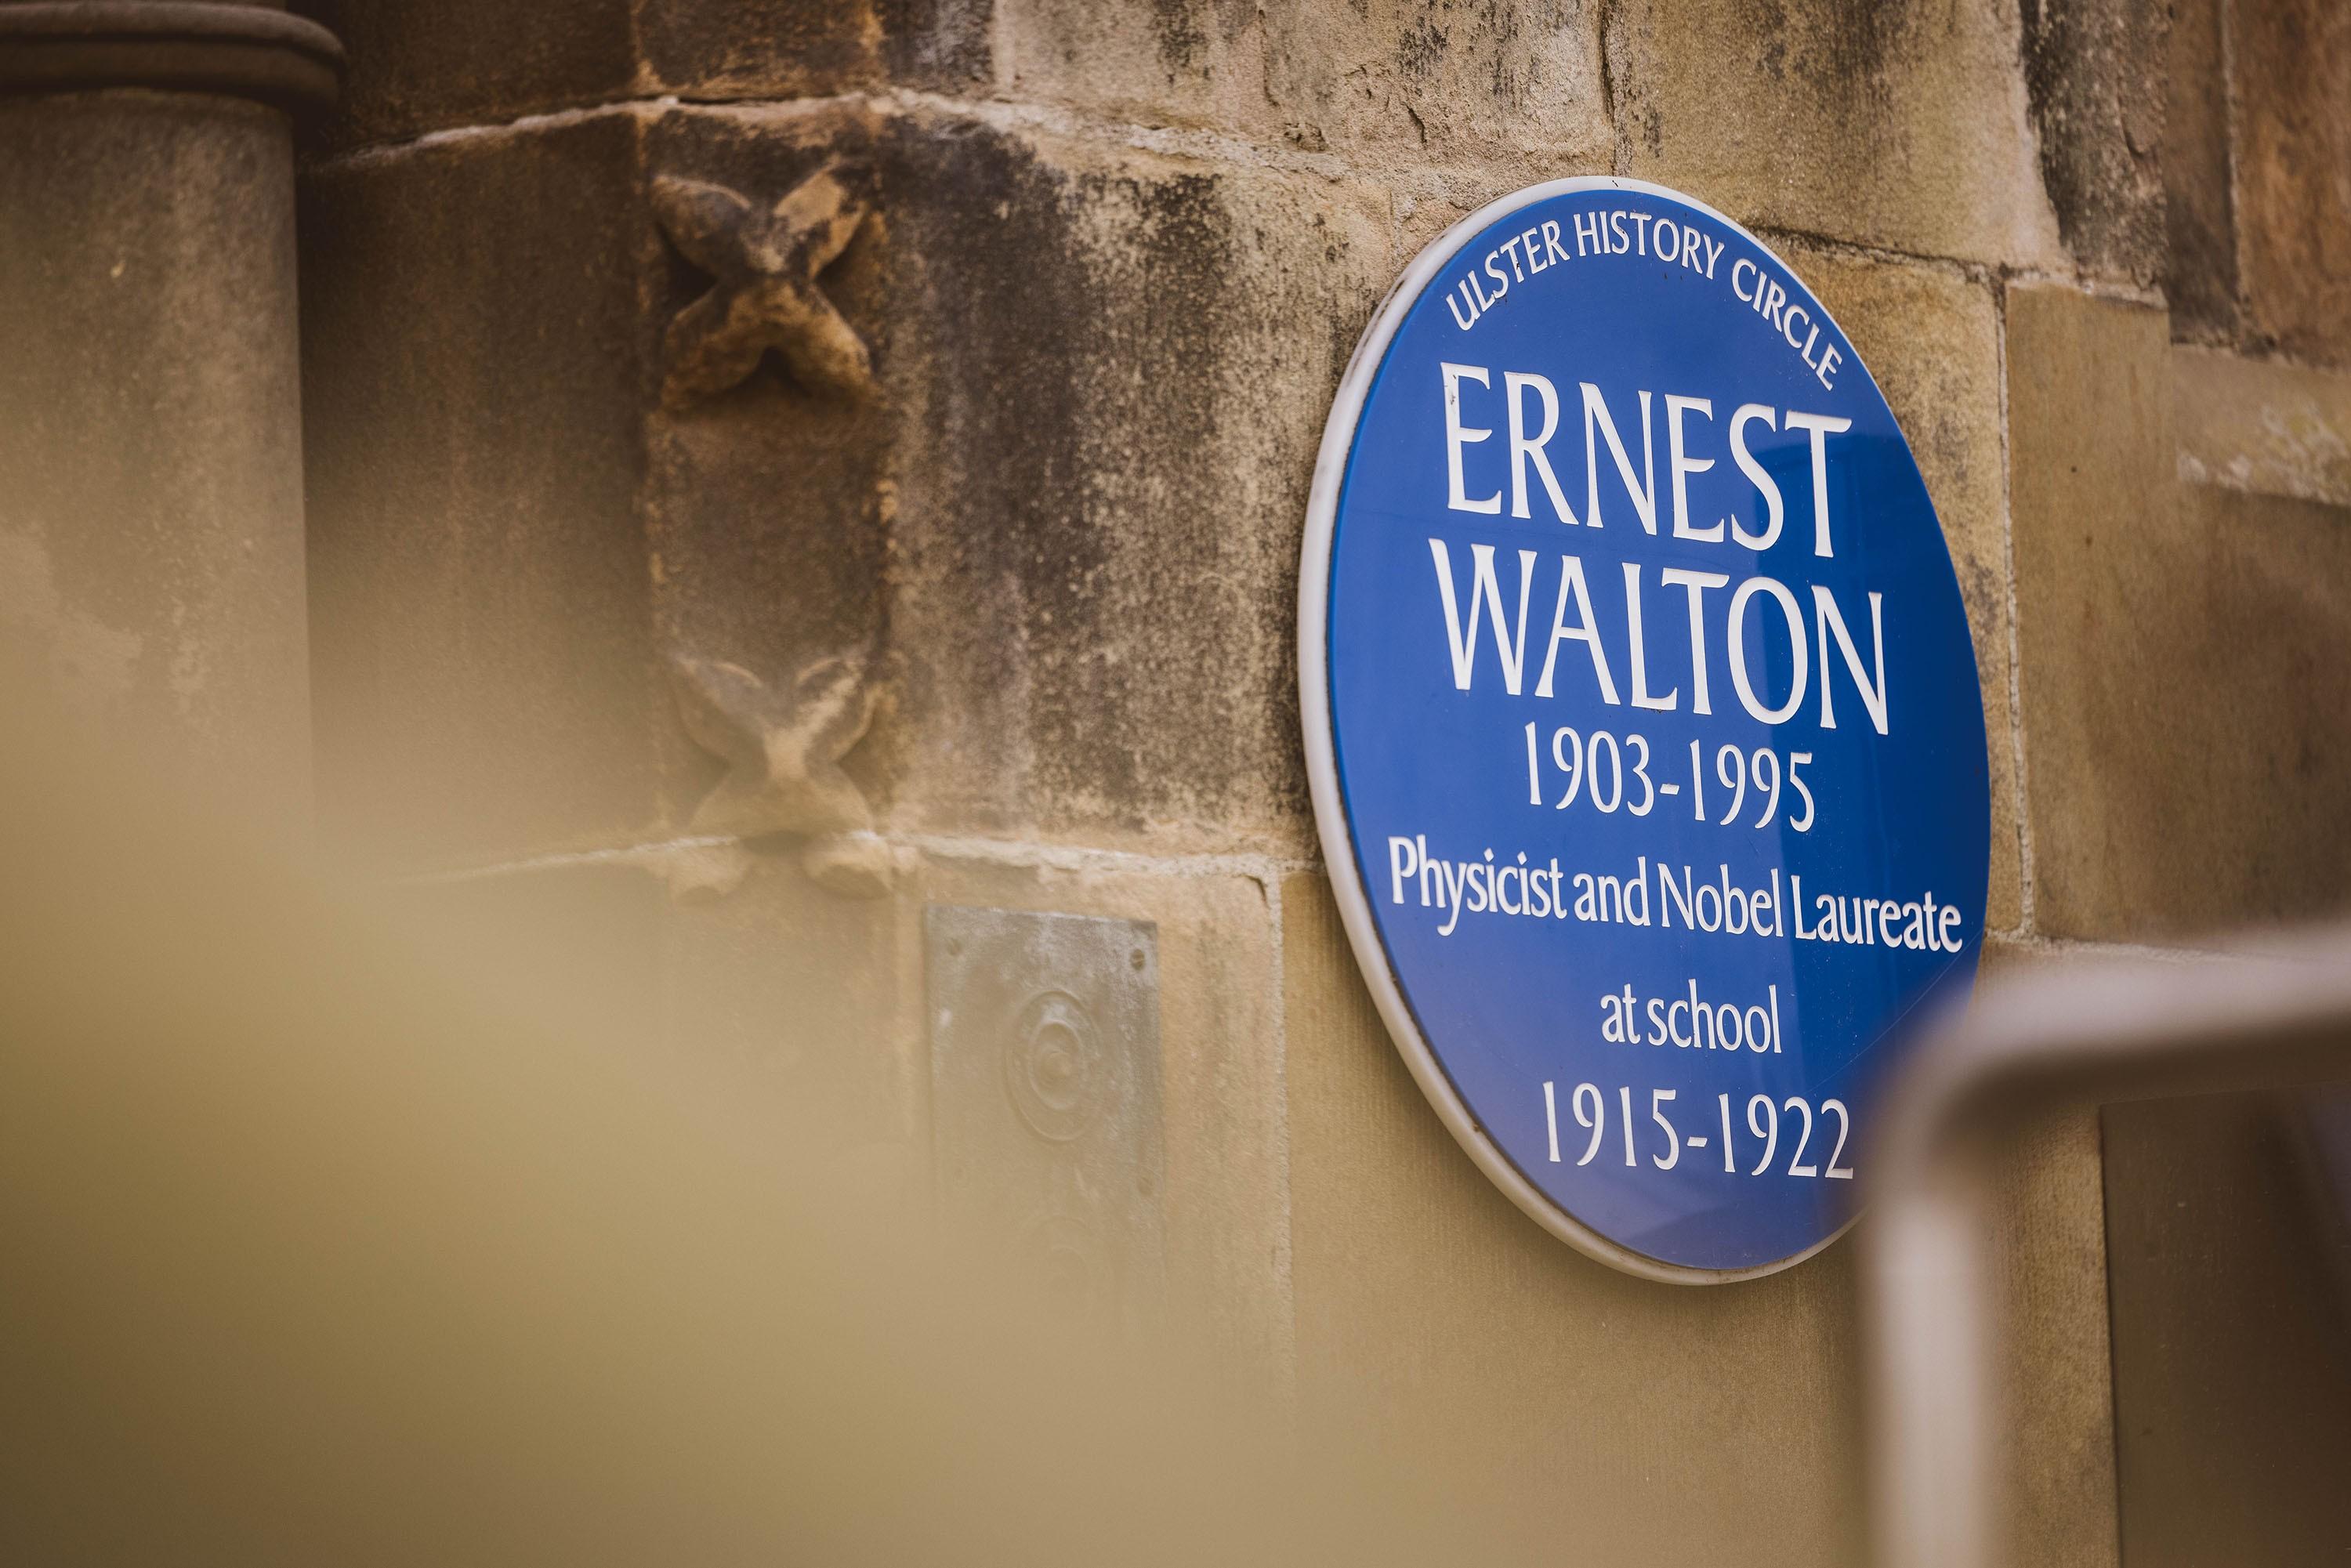 ULSTER HISTORY CIRCLE
ERNEST
WALTON
1903-1995
Physicist and Nobel Laureate
at school
1915-1922